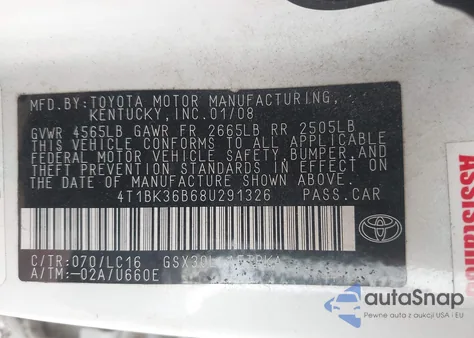 MFD.BY:TOYOTA MOTOR MANUFACTURING,
KENTUCKY,INC.01/08
GVWR 4565LB GAWR FR 2665LB RR 2505LB
THIS VEHICLE CONFORMS TO ALL APPLICABLE
FEDERAL MOTOR VEHICLE SAFETY,BUMPER,AND
THEFT PREVENTION STANDARDS IN EFFECT ON
THE DATE OF MANUFACTURE SHOWN ABOVE.
4T1BK36B68U291326 PASS.CAR
C/TR:070/LC16
A/TM:-02A/U660E
TOYOTA
Assistance
autoSnap
Pewne auta z aukcji USA i EU